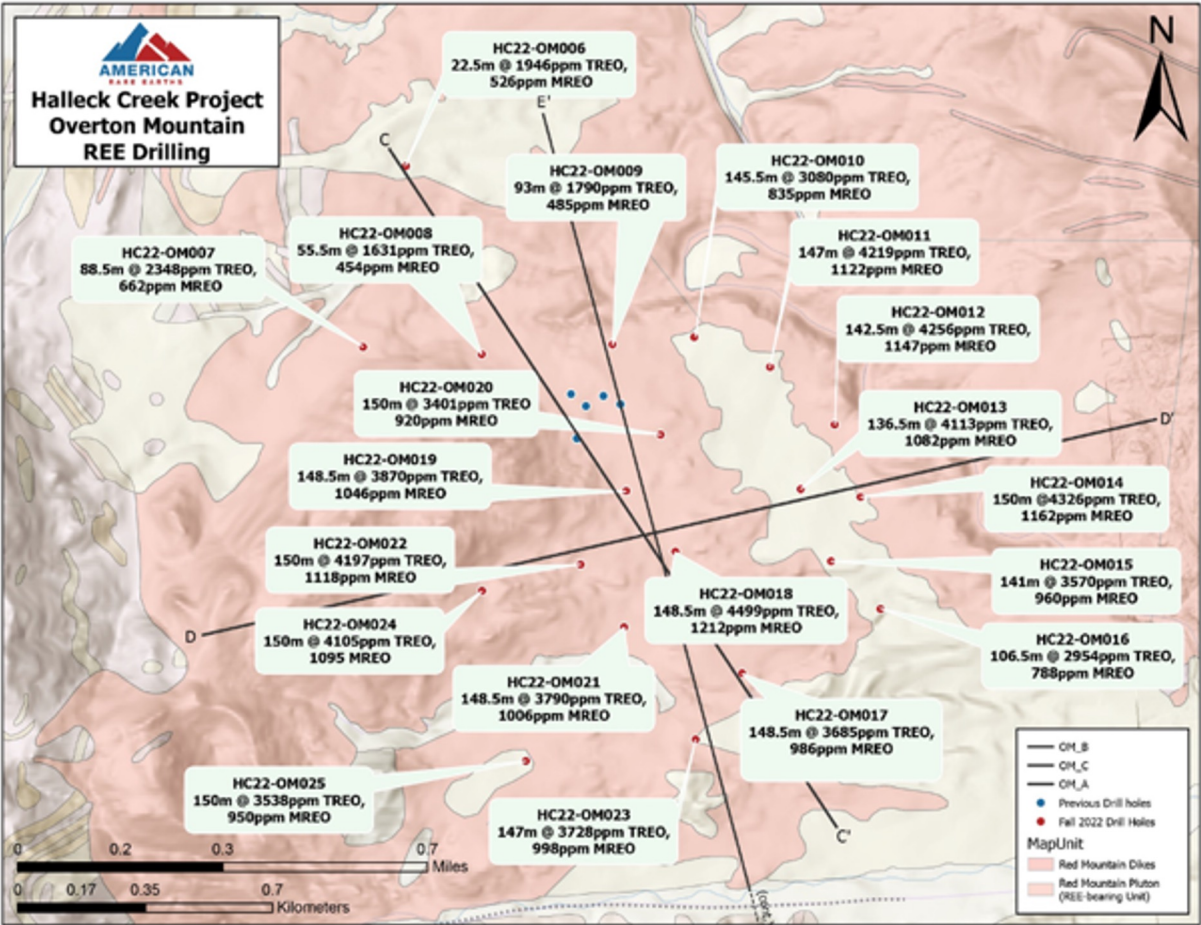 AMERICAN
RARE EARTHS
Halleck Creek Project
Overton Mountain
REE Drilling
N
HC22-OM006
22.5m @ 1946ppm TREO,
526ppm MREO
E'
C
HC22-OM009
93m @ 1790ppm TREO,
485ppm MREO
HC22-OM010
145.5m @ 3080ppm TREO,
835ppm MREO
HC22-OM007
88.5m @ 2348ppm TREO,
662ppm MREO
HC22-OM008
55.5m @ 1631ppm TREO,
454ppm MREO
HC22-OM011
147m @ 4219ppm TREO,
1122ppm MREO
HC22-OM012
142.5m @ 4256ppm TREO,
1147ppm MREO
HC22-OM020
150m @ 3401ppm TREO
920ppm MREO
HC22-OM013
136.5m @ 4113ppm TREO,
1082ppm MREO
D'
HC22-OM019
148.5m @ 3870ppm TREO,
1046ppm MREO
HC22-OM014
150m @4326ppm TREO,
1162ppm MREO
HC22-OM022
150m @ 4197ppm TREO,
1118ppm MREO
HC22-OM015
141m @ 3570ppm TREO,
960ppm MREO
HC22-OM018
148.5m @ 4499ppm TREO,
1212ppm MREO
D
HC22-OM024
150m @ 4105ppm TREO,
1095 MREO
HC22-OM016
106.5m @ 2954ppm TREO,
788ppm MREO
HC22-OM021
148.5m @ 3790ppm TREO,
1006ppm MREO
HC22-OM017
148.5m @ 3685ppm TREO,
986ppm MREO
HC22-OM025
150m @ 3538ppm TREO,
950ppm MREO
HC22-OM023
147m @ 3728ppm TREO,
998ppm MREO
C'
(cont.)
OM_B
OM_C
OM_A
Previous Drill holes
Fall 2022 Drill Holes
MapUnit
Red Mountain Dikes
Red Mountain Pluton
(REE-bearing Unit)
0 0.2 0.3 0.7
Miles
0 0.17 0.35 0.7
Kilometers